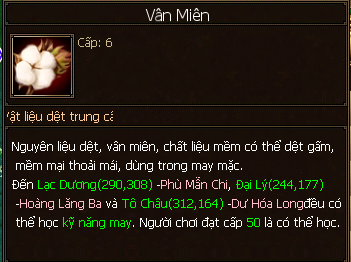 Vân Miên
Cấp: 6
Vật liệu dệt trung cấ
Nguyên liệu dệt, vân miên, chất liệu mềm có thể dệt gấm,
mềm mại thoải mái, dùng trong may mặc.
Đến Lạc Dương(290,308) -Phù Mẫn Chi, Đại Lý(244,177)
-Hoàng Lăng Ba và Tô Châu(312,164) -Dư Hóa Longđều có
thể học kỹ năng may. Người chơi đạt cấp 50 là có thể học.